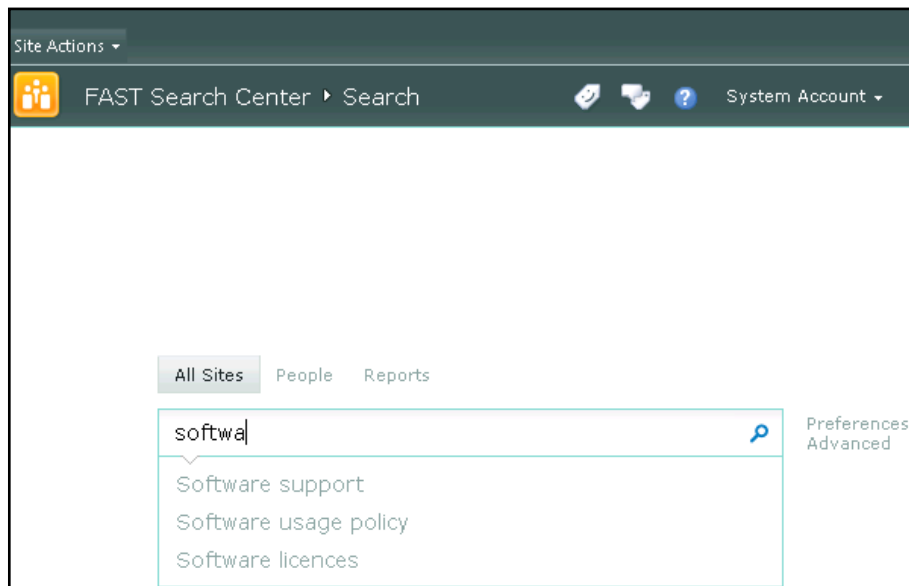 Site Actions
FAST Search Center Search
System Account
All Sites People Reports
softwa
Preferences
Advanced
Software support
Software usage policy
Software licences